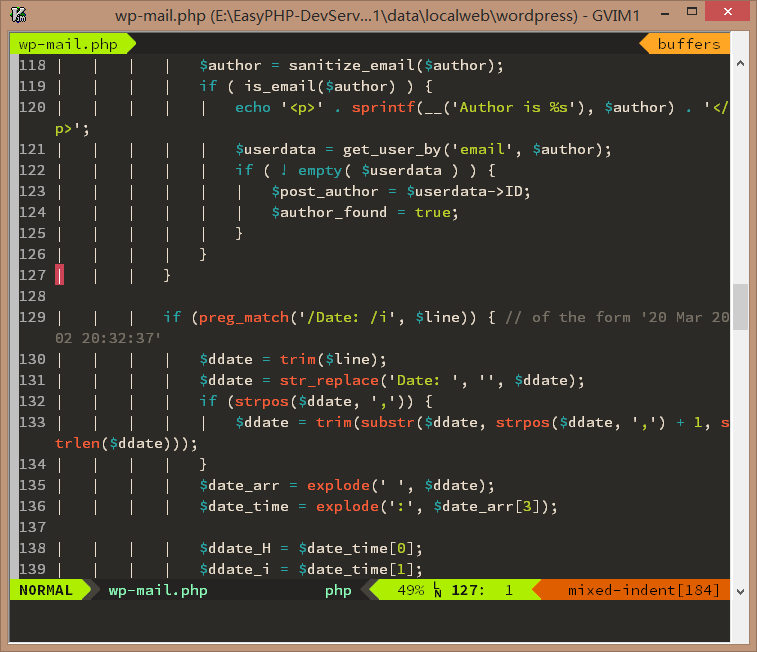 wp-mail.php (E:\EasyPHP-DevServ...1\data\localweb\wordpress) - GVIM1
wp-mail.php buffers
118 | | | | $author = sanitize_email($author);
119 | | | | if ( is_email($author) ) {
120 | | | | | echo '<p>' . sprintf(__('Author is %s'), $author) . '</
p>';
121 | | | | | $userdata = get_user_by('email', $author);
122 | | | | | if ( ! empty( $userdata ) ) {
123 | | | | | | $post_author = $userdata->ID;
124 | | | | | | $author_found = true;
125 | | | | | }
126 | | | | }
127 | | | }
128
129 | | | if (preg_match('/Date: /i', $line)) { // of the form '20 Mar 20
02 20:32:37'
130 | | | | $ddate = trim($line);
131 | | | | $ddate = str_replace('Date: ', '', $ddate);
132 | | | | if (strpos($ddate, ',')) {
133 | | | | | $ddate = trim(substr($ddate, strpos($ddate, ',') + 1, s
trlen($ddate)));
134 | | | | }
135 | | | | $date_arr = explode(' ', $ddate);
136 | | | | $date_time = explode(':', $date_arr[3]);
137
138 | | | | $ddate_H = $date_time[0];
139 | | | | $ddate_i = $date_time[1];
NORMAL wp-mail.php php 49% LN 127: 1 mixed-indent[184]